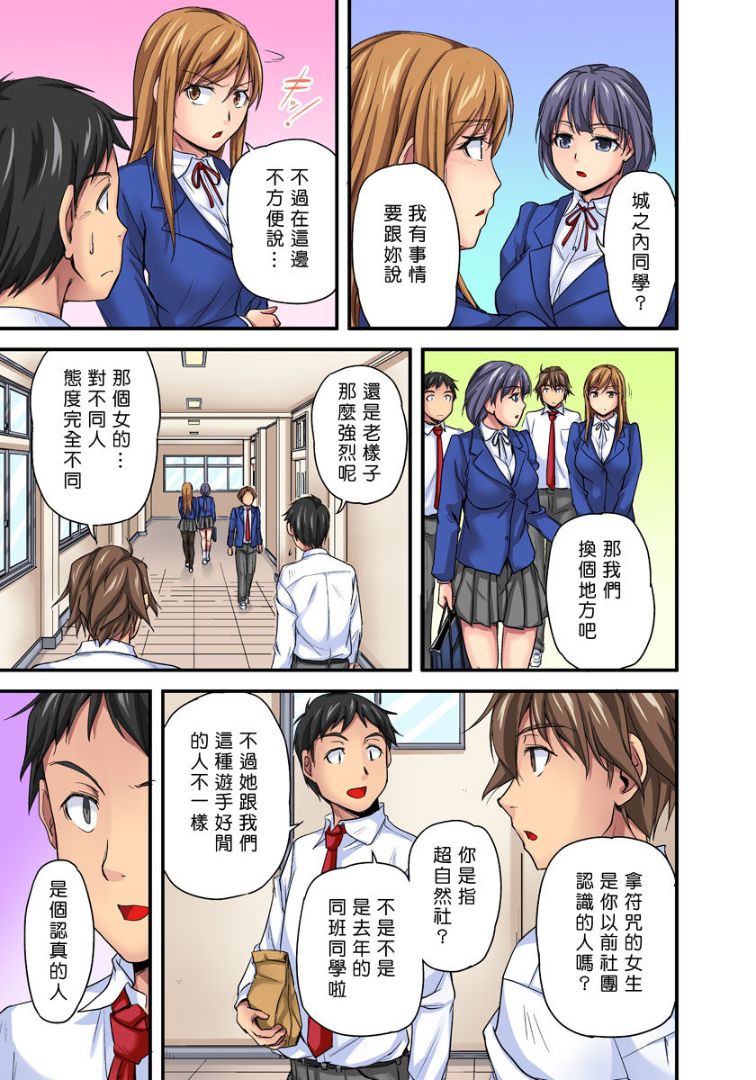 城之內同學?
我有事情
要跟妳說
キッ!
不過在這邊
不方便說…
那我們
換個地方吧
還是老樣子
那麼強烈呢
那個女的…
對不同人
態度完全不同
拿符咒的女生
是你以前社團
認識的人嗎?
你是指
超自然社?
不是不是
是去年的
同班同學啦
不過她跟我們
這種遊手好閒
的人不一樣
是個認真的人